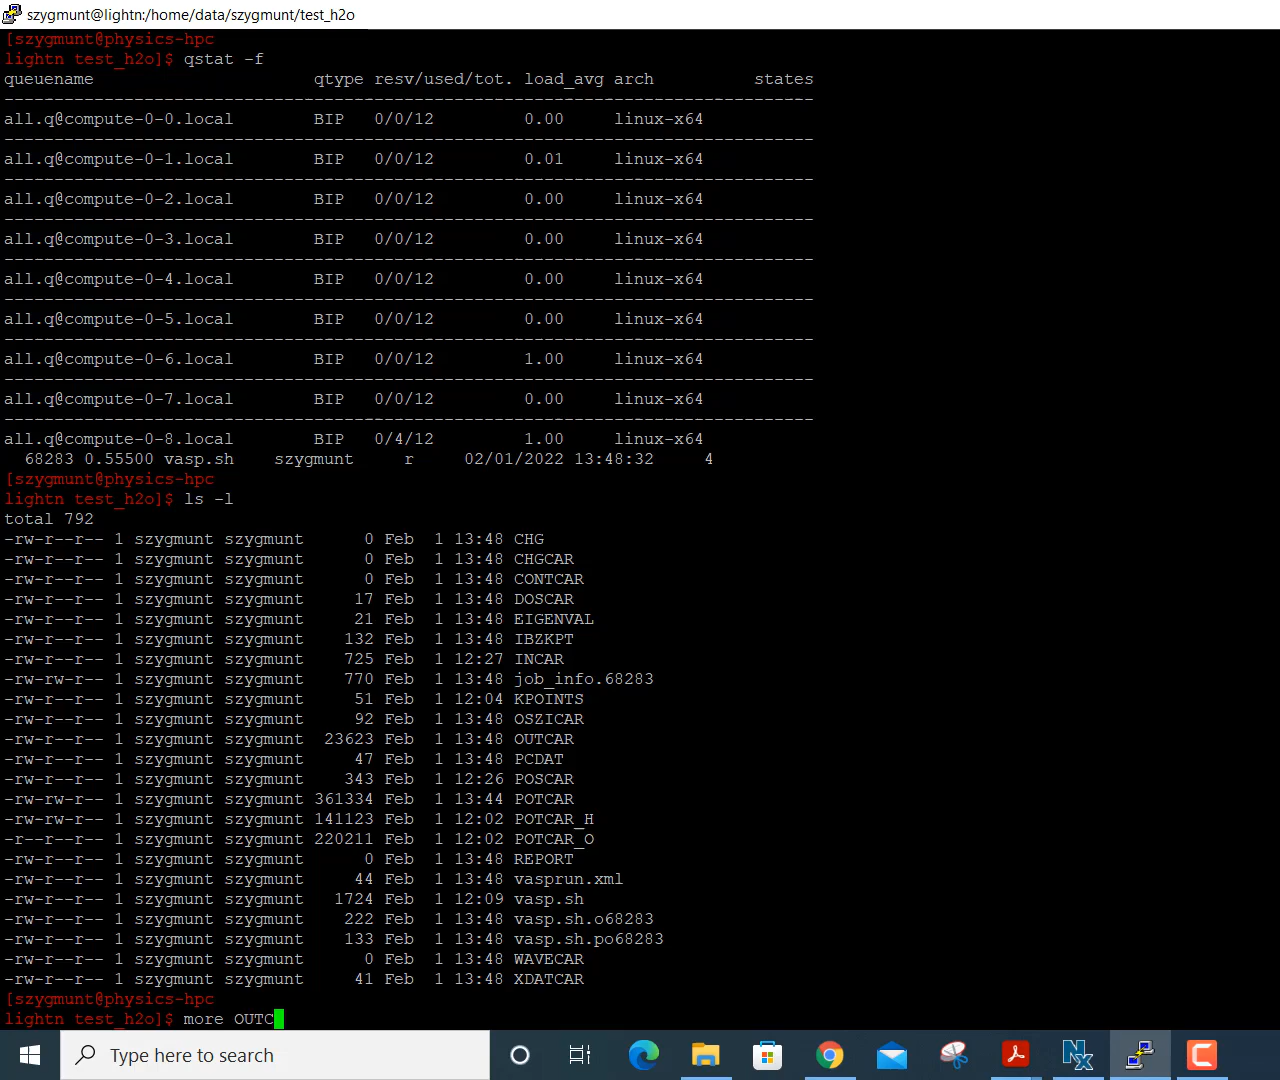 szygmunt@lightn:/home/data/szygmunt/test_h2o
[szygmunt@physics-hpc
lightn test_h2o]$ qstat -f
queuename                      qtype resv/used/tot. load_avg arch          states
---------------------------------------------------------------------------------
all.q@compute-0-0.local        BIP   0/0/12         0.00     linux-x64
---------------------------------------------------------------------------------
all.q@compute-0-1.local        BIP   0/0/12         0.01     linux-x64
---------------------------------------------------------------------------------
all.q@compute-0-2.local        BIP   0/0/12         0.00     linux-x64
---------------------------------------------------------------------------------
all.q@compute-0-3.local        BIP   0/0/12         0.00     linux-x64
---------------------------------------------------------------------------------
all.q@compute-0-4.local        BIP   0/0/12         0.00     linux-x64
---------------------------------------------------------------------------------
all.q@compute-0-5.local        BIP   0/0/12         0.00     linux-x64
---------------------------------------------------------------------------------
all.q@compute-0-6.local        BIP   0/0/12         1.00     linux-x64
---------------------------------------------------------------------------------
all.q@compute-0-7.local        BIP   0/0/12         0.00     linux-x64
---------------------------------------------------------------------------------
all.q@compute-0-8.local        BIP   0/4/12         1.00     linux-x64
  68283 0.55500 vasp.sh    szygmunt     r     02/01/2022 13:48:32     4
[szygmunt@physics-hpc
lightn test_h2o]$ ls -l
total 792
-rw-r--r-- 1 szygmunt szygmunt      0 Feb  1 13:48 CHG
-rw-r--r-- 1 szygmunt szygmunt      0 Feb  1 13:48 CHGCAR
-rw-r--r-- 1 szygmunt szygmunt      0 Feb  1 13:48 CONTCAR
-rw-r--r-- 1 szygmunt szygmunt     17 Feb  1 13:48 DOSCAR
-rw-r--r-- 1 szygmunt szygmunt     21 Feb  1 13:48 EIGENVAL
-rw-r--r-- 1 szygmunt szygmunt    132 Feb  1 13:48 IBZKPT
-rw-r--r-- 1 szygmunt szygmunt    725 Feb  1 12:27 INCAR
-rw-rw-r-- 1 szygmunt szygmunt    770 Feb  1 13:48 job_info.68283
-rw-r--r-- 1 szygmunt szygmunt     51 Feb  1 12:04 KPOINTS
-rw-r--r-- 1 szygmunt szygmunt     92 Feb  1 13:48 OSZICAR
-rw-r--r-- 1 szygmunt szygmunt  23623 Feb  1 13:48 OUTCAR
-rw-r--r-- 1 szygmunt szygmunt     47 Feb  1 13:48 PCDAT
-rw-r--r-- 1 szygmunt szygmunt    343 Feb  1 12:26 POSCAR
-rw-rw-r-- 1 szygmunt szygmunt 361334 Feb  1 13:44 POTCAR
-rw-rw-r-- 1 szygmunt szygmunt 141123 Feb  1 12:02 POTCAR_H
-r--r--r-- 1 szygmunt szygmunt 220211 Feb  1 12:02 POTCAR_O
-rw-r--r-- 1 szygmunt szygmunt      0 Feb  1 13:48 REPORT
-rw-r--r-- 1 szygmunt szygmunt     44 Feb  1 13:48 vasprun.xml
-rw-r--r-- 1 szygmunt szygmunt   1724 Feb  1 12:09 vasp.sh
-rw-r--r-- 1 szygmunt szygmunt    222 Feb  1 13:48 vasp.sh.o68283
-rw-r--r-- 1 szygmunt szygmunt    133 Feb  1 13:48 vasp.sh.po68283
-rw-r--r-- 1 szygmunt szygmunt      0 Feb  1 13:48 WAVECAR
-rw-r--r-- 1 szygmunt szygmunt     41 Feb  1 13:48 XDATCAR
[szygmunt@physics-hpc
lightn test_h2o]$ more OUTC
Type here to search